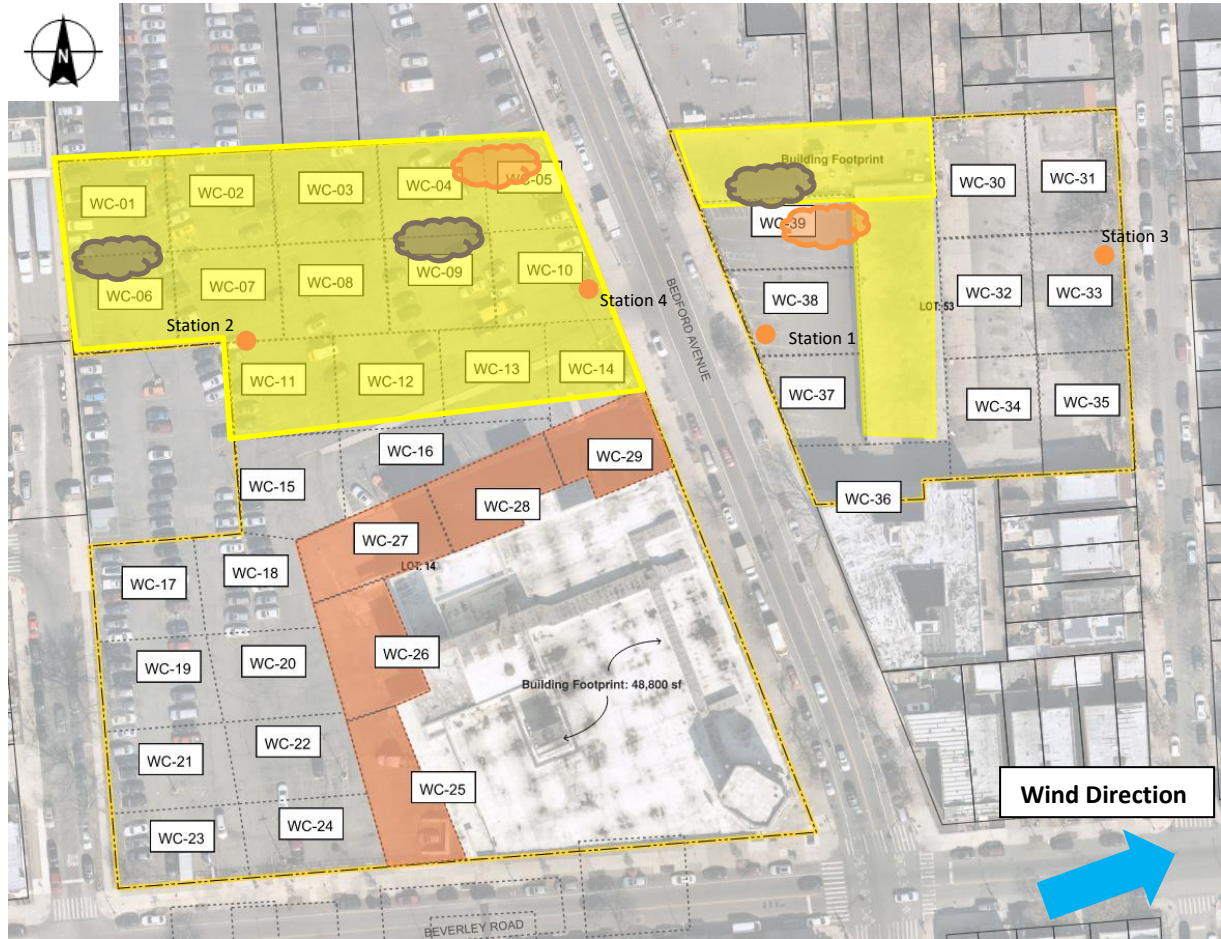 N
WC-01
WC-02
WC-03
WC-04
WC-05
WC-06
WC-07
WC-08
WC-09
WC-10
Station 2
Station 4
WC-11
WC-12
WC-13
WC-14
WC-15
WC-16
WC-29
WC-28
WC-27
LOT: 14
WC-17
WC-18
WC-19
WC-20
WC-26
Building Footprint: 48,800 sf
WC-21
WC-22
WC-25
WC-23
WC-24
BEVERLEY ROAD
BEDFORD AVENUE
Building Footprint
WC-30
WC-31
WC-39
Station 3
WC-38
WC-32
WC-33
LOT: 53
Station 1
WC-37
WC-34
WC-35
WC-36
Wind Direction